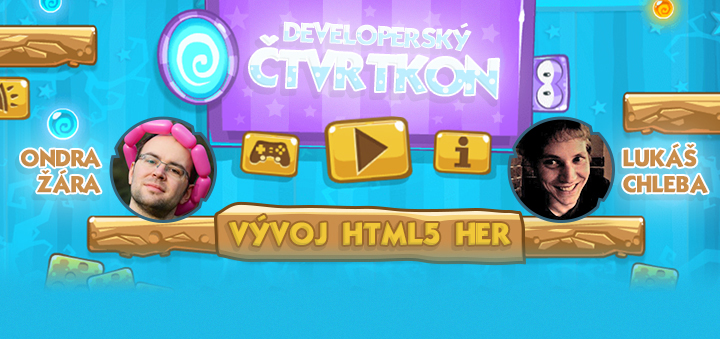 DEVELOPERSKÝ
ČTVRTKON
ONDRA
ŽÁRA
LUKÁŠ
CHLEBA
VÝVOJ HTML5 HER